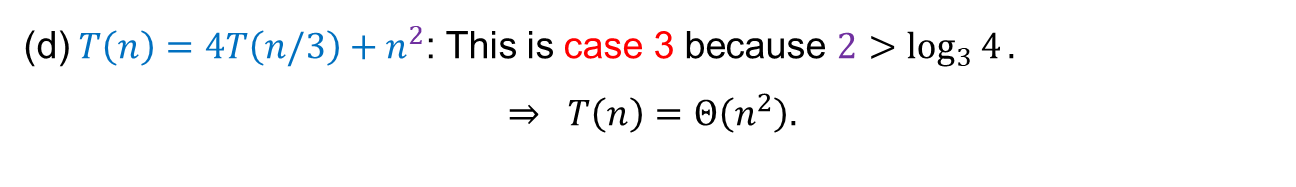 (d) T(n) = 4T(n/3) + n²: This is case 3 because 2 > log₃ 4.
⇒ T(n) = Θ(n²).